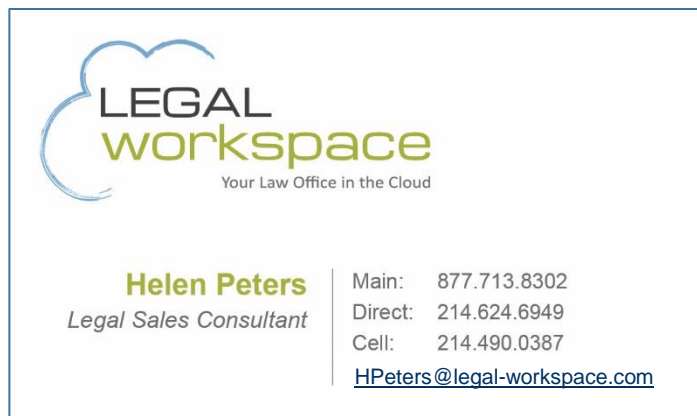 LEGAL
workspace
Your Law Office in the Cloud
Helen Peters
Legal Sales Consultant
Main: 877.713.8302
Direct: 214.624.6949
Cell: 214.490.0387
HPeters@legal-workspace.com